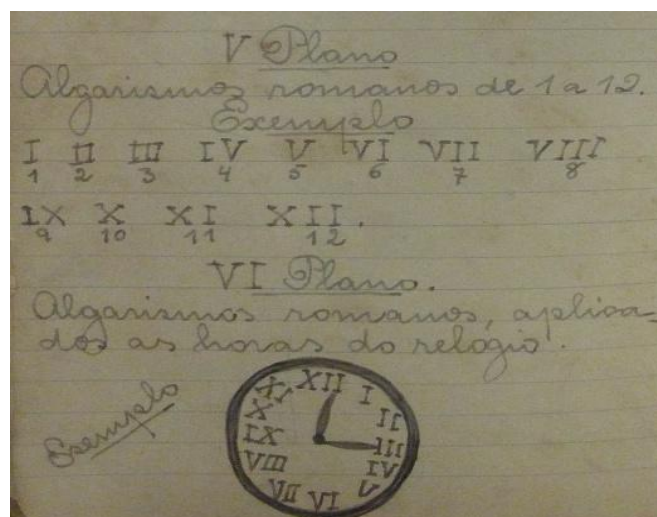 V Plano
Algarismos romanos de 1 a 12.
Exemplo
I II III IV V VI VII VIII
1 2 3 4 5 6 7 8
IX X XI XII.
9 10 11 12
VI Plano.
Algarismos romanos, aplica-
dos as horas do relógio.
Exemplo
XII I II III IV V VI VII VIII IX X XI